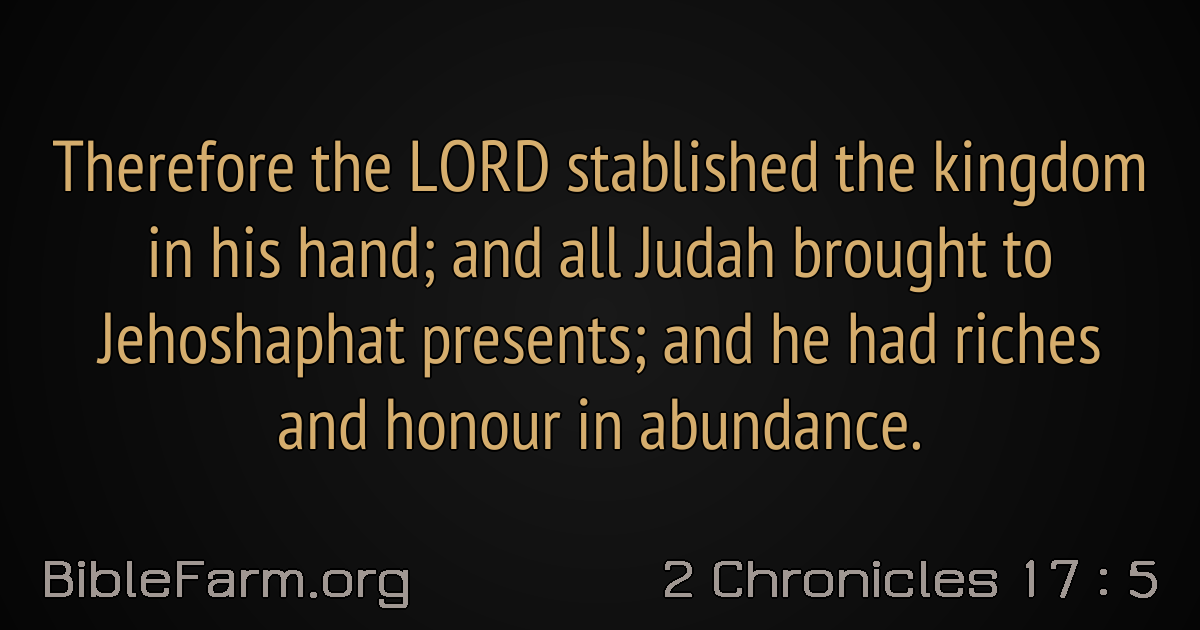 Therefore the LORD stablished the kingdom
in his hand; and all Judah brought to
Jehoshaphat presents; and he had riches
and honour in abundance.
BibleFarm.org
2 Chronicles 17 : 5